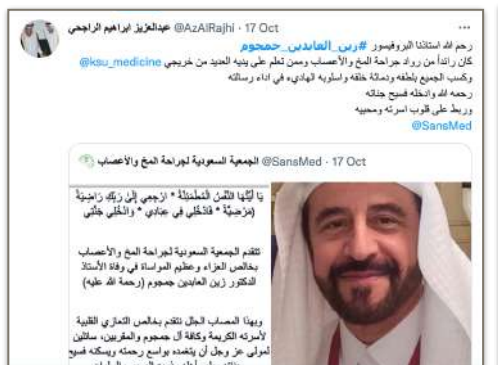 عبدالعزيز ابراهيم الراجحي @AzAlRajhi · 17 Oct
رحم الله استاذنا البروفيسور #زين_العابدين_جمجوم
كان رائداً من رواد جراحة المخ والأعصاب وممن تعلم على يديه العديد من خريجي @ksu_medicine
وكسب الجميع بلطفه ودماثة خلقه واسلوبه الهاديء في اداء رسالته
رحمه الله وادخله فسيح جناته
وربط على قلوب اسرته ومحبيه
@SansMed
الجمعية السعودية لجراحة المخ والأعصاب @SansMed · 17 Oct
يَا أَيَّتُهَا النَّفْسُ الْمُطْمَئِنَّةُ * ارْجِعِي إِلَىٰ رَبِّكِ رَاضِيَةً
(مَرْضِيَّةً * فَادْخُلِي فِي عِبَادِي * وَادْخُلِي جَنَّتِي
تتقدم الجمعية السعودية لجراحة المخ والأعصاب
بخالص العزاء وعظيم المواساة في وفاة الأستاذ
الدكتور زين العابدين جمجوم (رحمة الله عليه)
وبهذا المصاب الجلل نتقدم بخالص التعازي القلبية
لأسرته الكريمة وكافة آل جمجوم والمقربين، سائلين
لمولى عز وجل أن يتغمده بواسع رحمته ويسكنه فسيح